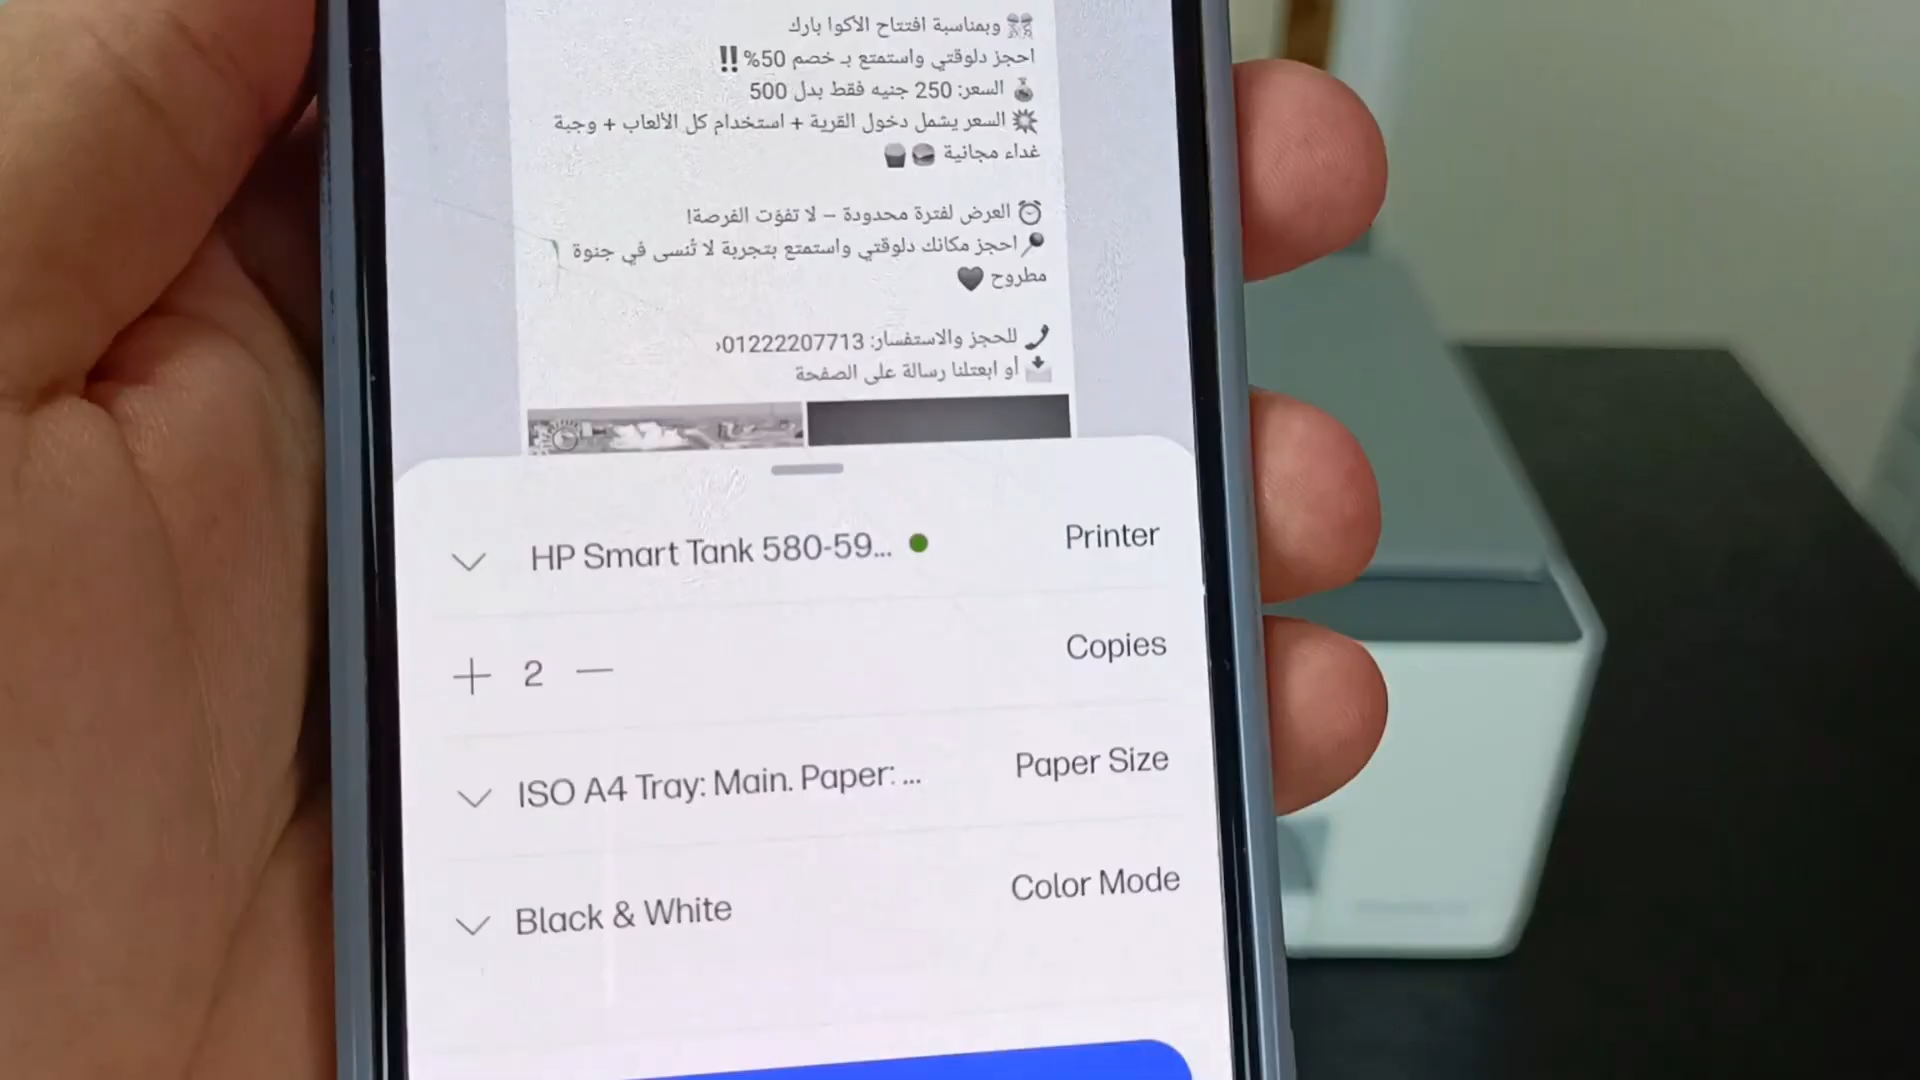 وبمناسبة افتتاح الأكوا بارك
احجز دلوقتي واستمتع بـ خصم 50% !!
السعر: 250 جنيه فقط بدل 500
السعر يشمل دخول القرية + استخدام كل الألعاب + وجبة
غداء مجانية
العرض لفترة محدودة – لا تفوّت الفرصة!
احجز مكانك دلوقتي واستمتع بتجربة لا تُنسى في جنوة
مطروح
للحجز والاستفسار: 01222207713
أو ابعتلنا رسالة على الصفحة
HP Smart Tank 580-59... Printer
2 Copies
ISO A4 Tray: Main. Paper: ... Paper Size
Black & White Color Mode